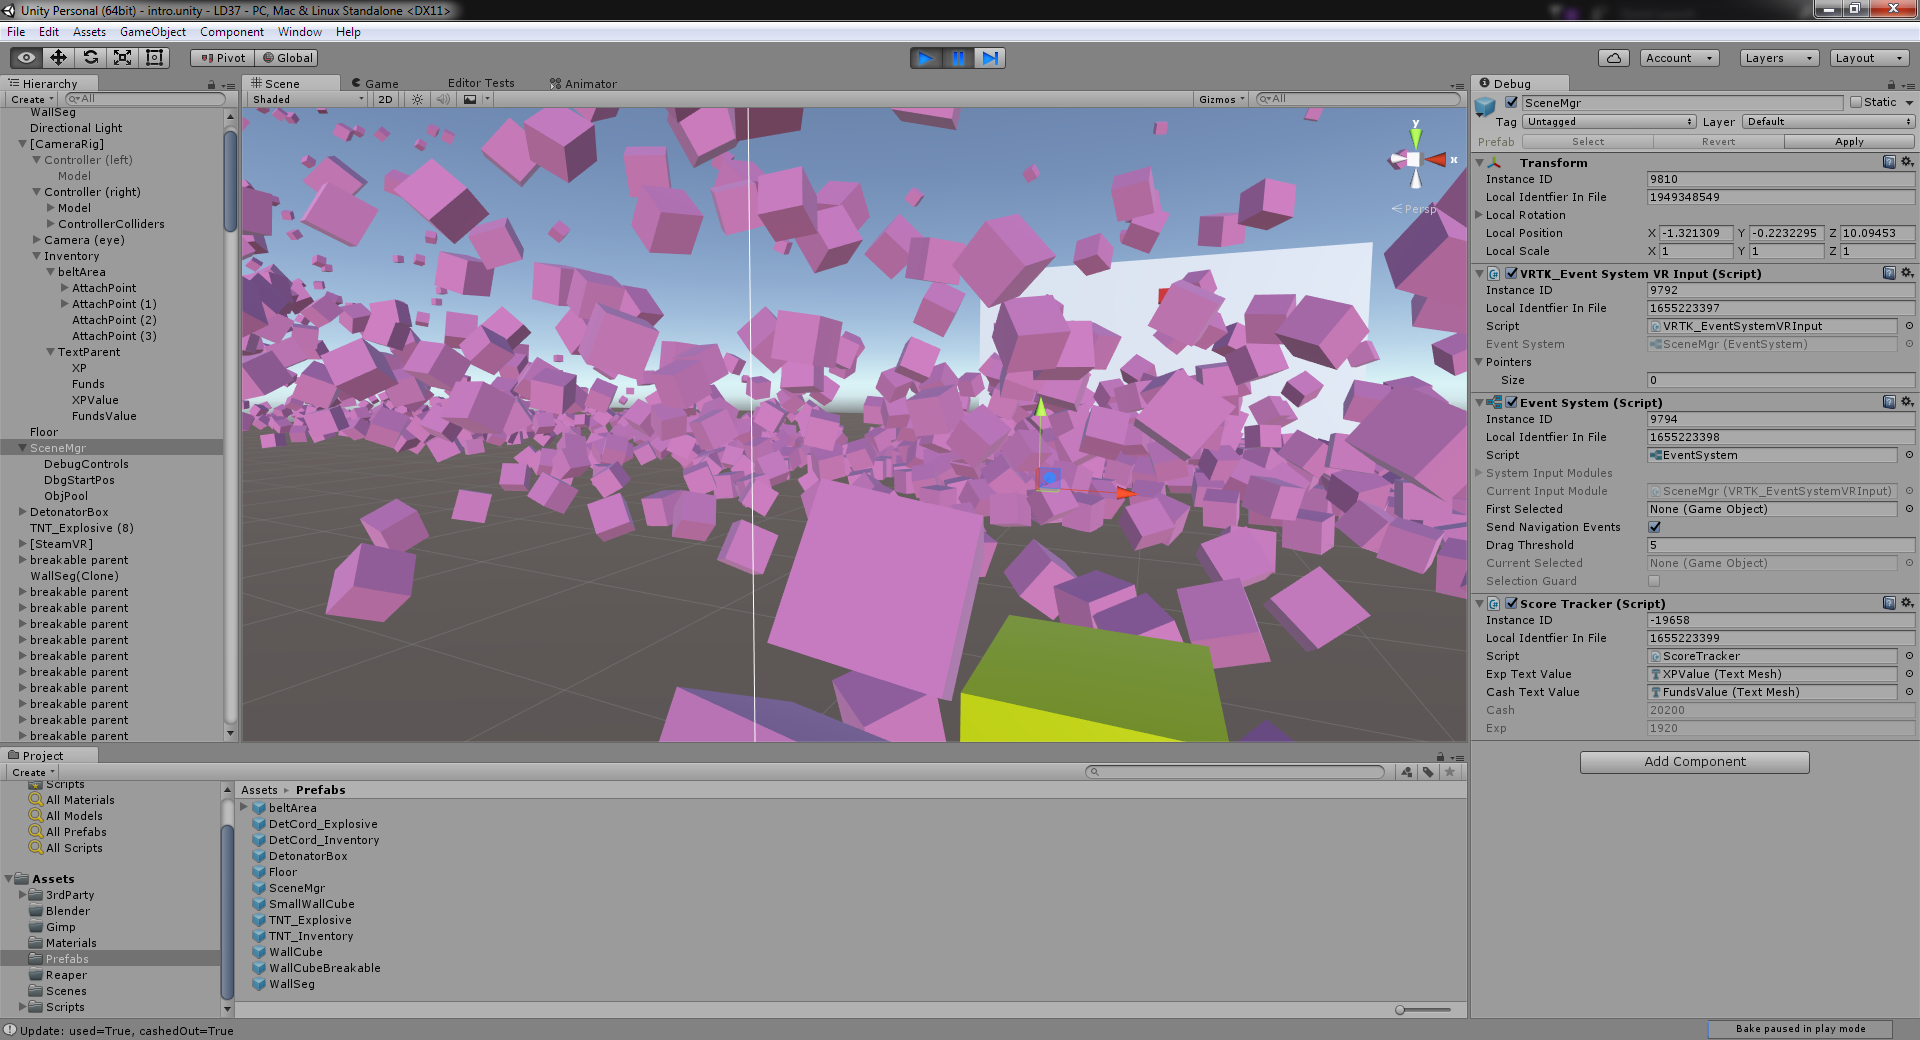 Unity Personal (64bit) - intro.unity - LD37 - PC, Mac & Linux Standalone <DX11>
File Edit Assets GameObject Component Window Help
Pivot Global Account Layers Layout
Hierarchy
Create All
WallSeg
Directional Light
[CameraRig]
Controller (left)
Model
Controller (right)
Model
ControllerColliders
Camera (eye)
Inventory
beltArea
AttachPoint
AttachPoint (1)
AttachPoint (2)
AttachPoint (3)
TextParent
XP
Funds
XPValue
FundsValue
Floor
SceneMgr
DebugControls
DbgStartPos
ObjPool
DetonatorBox
TNT_Explosive (8)
[SteamVR]
breakable parent
WallSeg(Clone)
breakable parent
breakable parent
breakable parent
breakable parent
breakable parent
breakable parent
breakable parent
breakable parent
breakable parent
breakable parent
Scene Game Editor Tests Animator
Shaded 2D Gizmos All
y
x
Persp
Debug
SceneMgr Static
Tag Untagged Layer Default
Prefab Select Revert Apply
Transform
Instance ID 9810
Local Identfier In File 1949348549
Local Rotation
Local Position X -1.321309 Y -0.2232295 Z 10.09453
Local Scale X 1 Y 1 Z 1
VRTK_Event System VR Input (Script)
Instance ID 9792
Local Identfier In File 1655223397
Script VRTK_EventSystemVRInput
Event System SceneMgr (EventSystem)
Pointers
Size 0
Event System (Script)
Instance ID 9794
Local Identfier In File 1655223398
Script EventSystem
System Input Modules
Current Input Module SceneMgr (VRTK_EventSystemVRInput)
First Selected None (Game Object)
Send Navigation Events
Drag Threshold 5
Current Selected None (Game Object)
Selection Guard
Score Tracker (Script)
Instance ID -19658
Local Identfier In File 1655223399
Script ScoreTracker
Exp Text Value XPValue (Text Mesh)
Cash Text Value FundsValue (Text Mesh)
Cash 20200
Exp 1920
Add Component
Project
Create
Scripts
All Materials
All Models
All Prefabs
All Scripts
Assets
3rdParty
Blender
Gimp
Materials
Prefabs
Reaper
Scenes
Scripts
Assets Prefabs
beltArea
DetCord_Explosive
DetCord_Inventory
DetonatorBox
Floor
SceneMgr
SmallWallCube
TNT_Explosive
TNT_Inventory
WallCube
WallCubeBreakable
WallSeg
Update: used=True, cashedOut=True
Bake paused in play mode